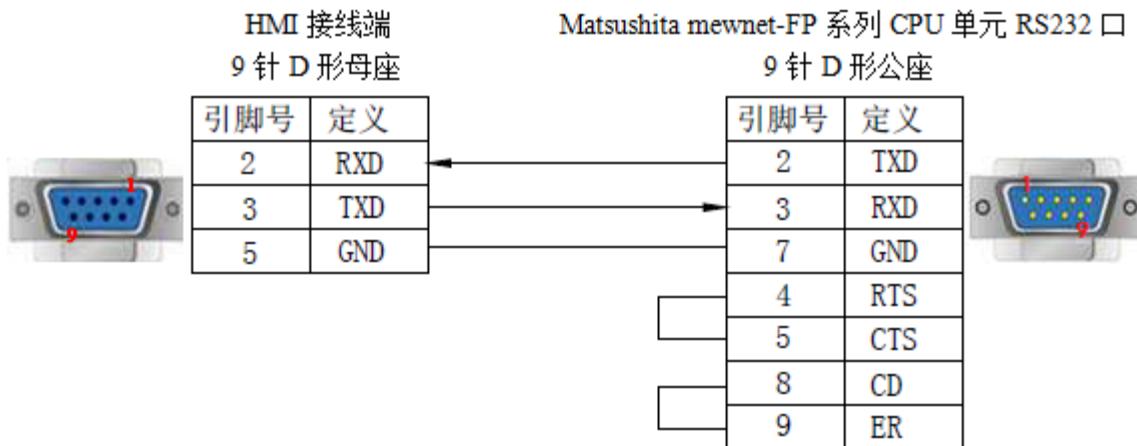 HMI 接线端
9 针 D 形母座
引脚号 定义
2 RXD
3 TXD
5 GND
1
9
Matsushita mewnet-FP 系列 CPU 单元 RS232 口
9 针 D 形公座
引脚号 定义
2 TXD
3 RXD
7 GND
4 RTS
5 CTS
8 CD
9 ER
1
9